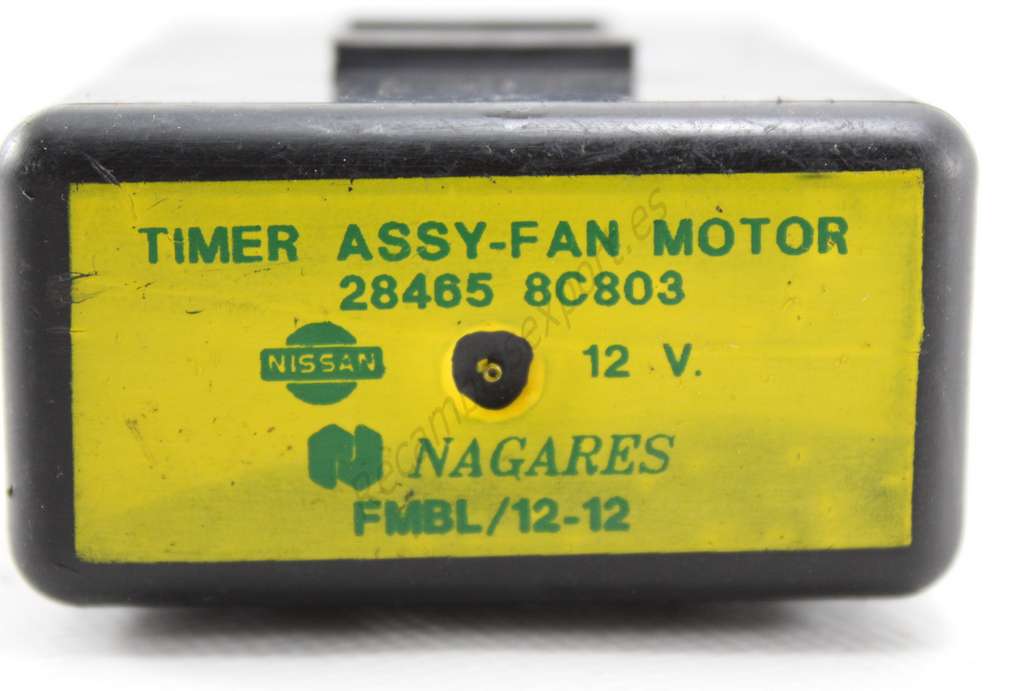 TIMER ASSY-FAN MOTOR
28465 8C803
NISSAN 12 V.
NAGARES
FMBL/12-12